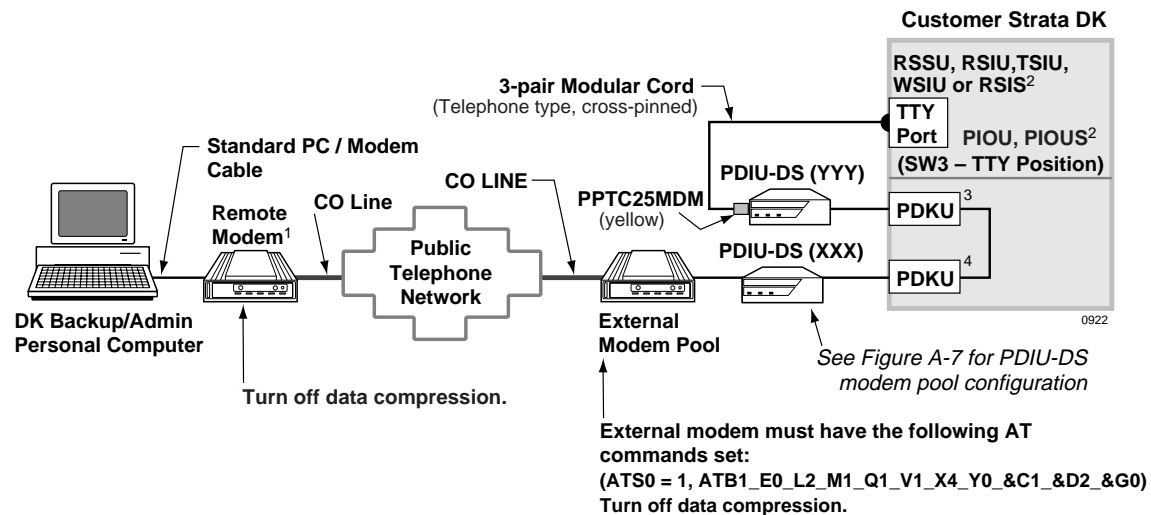 Customer Strata DK
RSSU, RSIU,TSIU,
WSIU or RSIS2
TTY
Port
PIOU, PIOUS2
(SW3 – TTY Position)
3-pair Modular Cord
(Telephone type, cross-pinned)
Standard PC / Modem
Cable
CO LINE
PDIU-DS (YYY)
PPTC25MDM
(yellow)
PDKU
3
Remote
Modem1
CO Line
Public
Telephone
Network
PDIU-DS (XXX)
PDKU
4
0922
DK Backup/Admin
Personal Computer
External
Modem Pool
See Figure A-7 for PDIU-DS
modem pool configuration
Turn off data compression.
External modem must have the following AT
commands set:
(ATS0 = 1, ATB1_E0_L2_M1_Q1_V1_X4_Y0_&C1_&D2_&G0)
Turn off data compression.